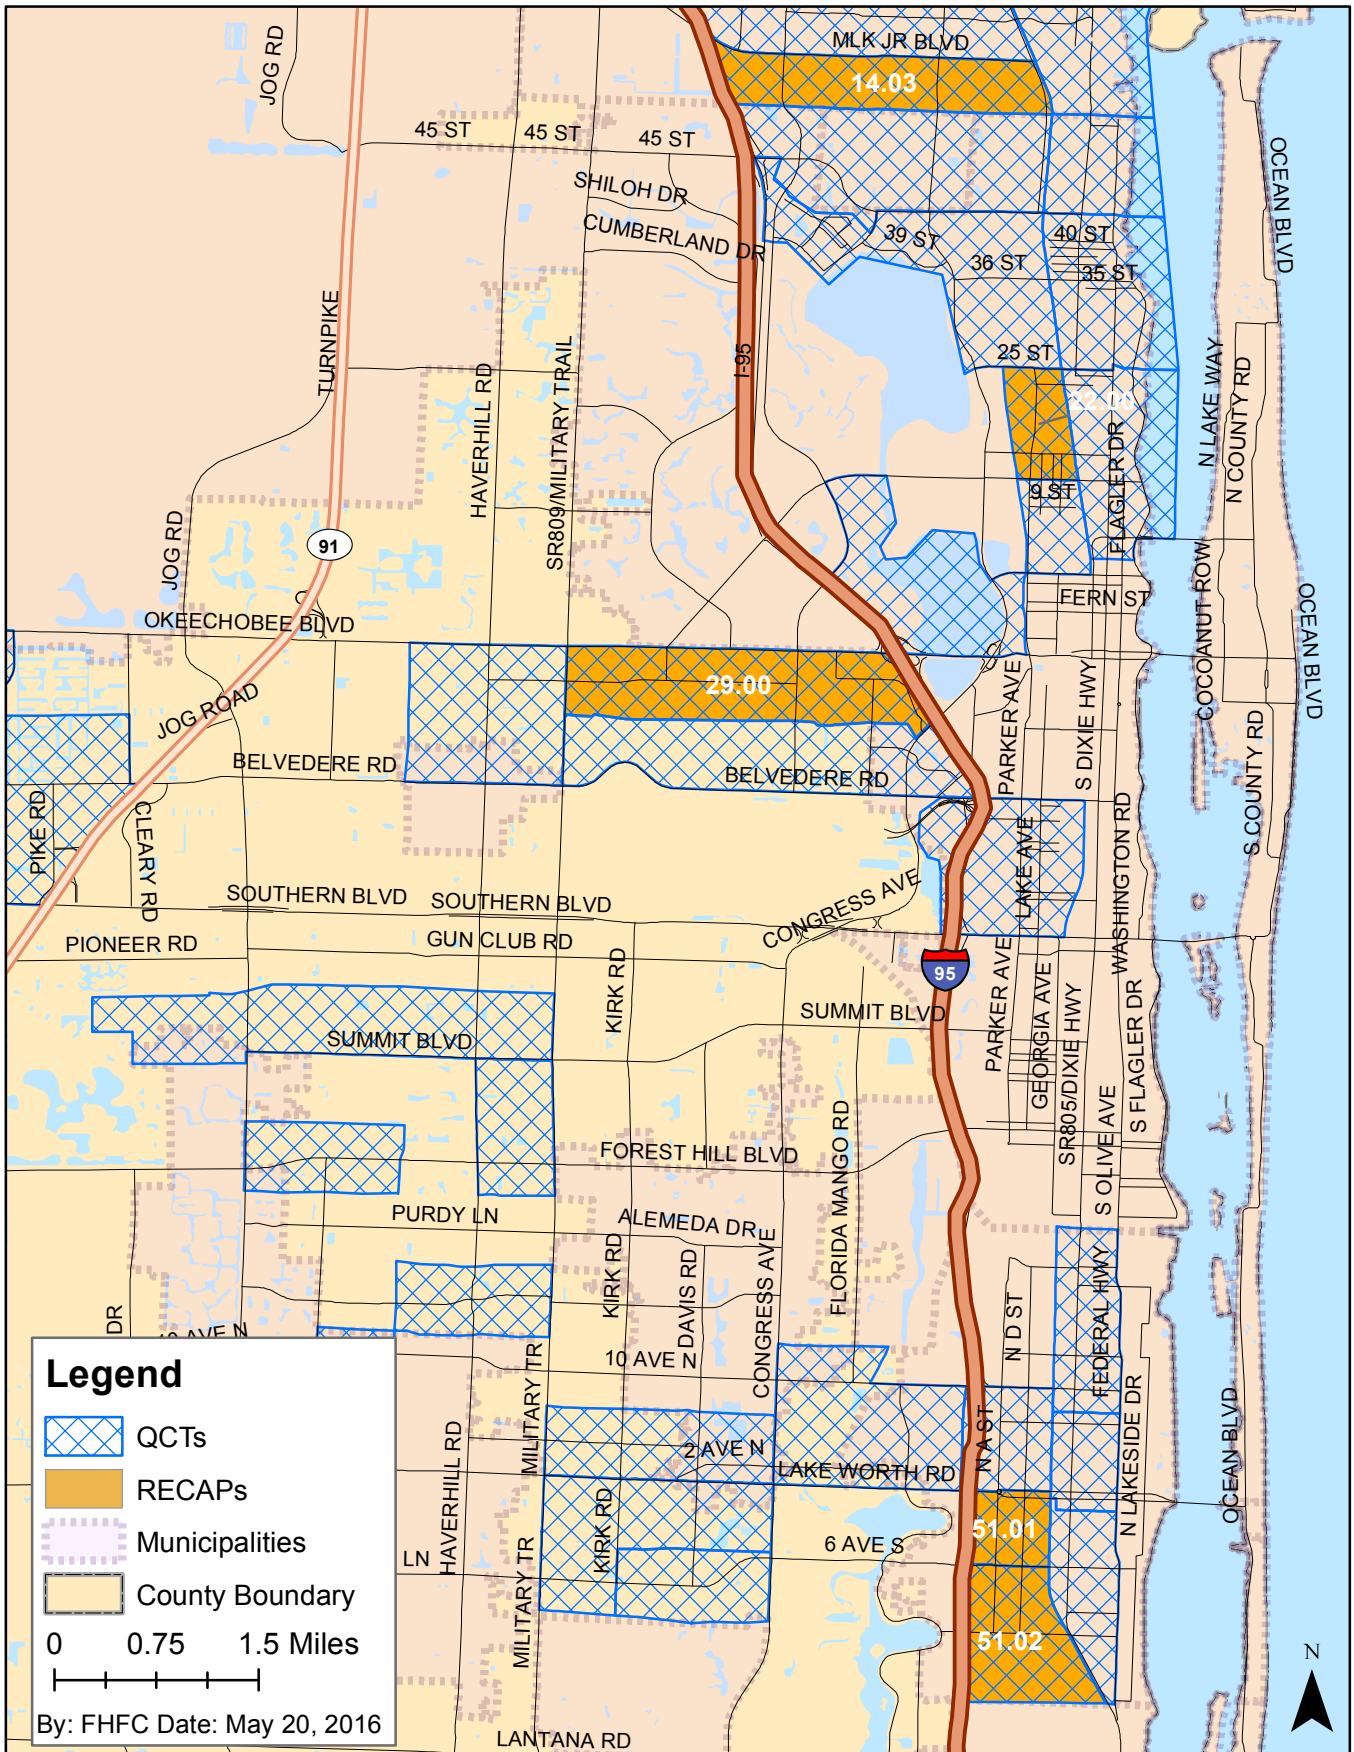 MLK JR BLVD
14.03
JOG RD
45 ST
45 ST
45 ST
SHILOH DR
CUMBERLAND DR
39 ST
40 ST
36 ST
35 ST
OCEAN BLVD
TURNPIKE
I-95
25 ST
22.00
HAVERHILL RD
SR809/MILITARY TRAIL
N LAKE WAY
N COUNTY RD
FLAGLER DR
9 ST
JOG RD
91
OKEECHOBEE BLVD
FERN ST
COCOANUT ROW
OCEAN BLVD
29.00
JOG ROAD
PARKER AVE
S DIXIE HWY
BELVEDERE RD
BELVEDERE RD
S COUNTY RD
PIKE RD
CLEARY RD
LAKE AVE
WASHINGTON RD
SOUTHERN BLVD
SOUTHERN BLVD
CONGRESS AVE
PIONEER RD
GUN CLUB RD
KIRK RD
95
PARKER AVE
GEORGIA AVE
SR805/DIXIE HWY
S FLAGLER DR
SUMMIT BLVD
SUMMIT BLVD
S OLIVE AVE
FOREST HILL BLVD
FLORIDA MANGO RD
PURDY LN
ALEMEDA DR
KIRK RD
DAVIS RD
CONGRESS AVE
N D ST
FEDERAL HWY
DR
AVE N
10 AVE N
MILITARY TR
N LAKESIDE DR
OCEAN BLVD
N A ST
HAVERHILL RD
2 AVE N
LAKE WORTH RD
KIRK RD
51.01
6 AVE S
LN
MILITARY TR
51.02
LANTANA RD
N
Legend
QCTs
RECAPs
Municipalities
County Boundary
0 0.75 1.5 Miles
By: FHFC Date: May 20, 2016